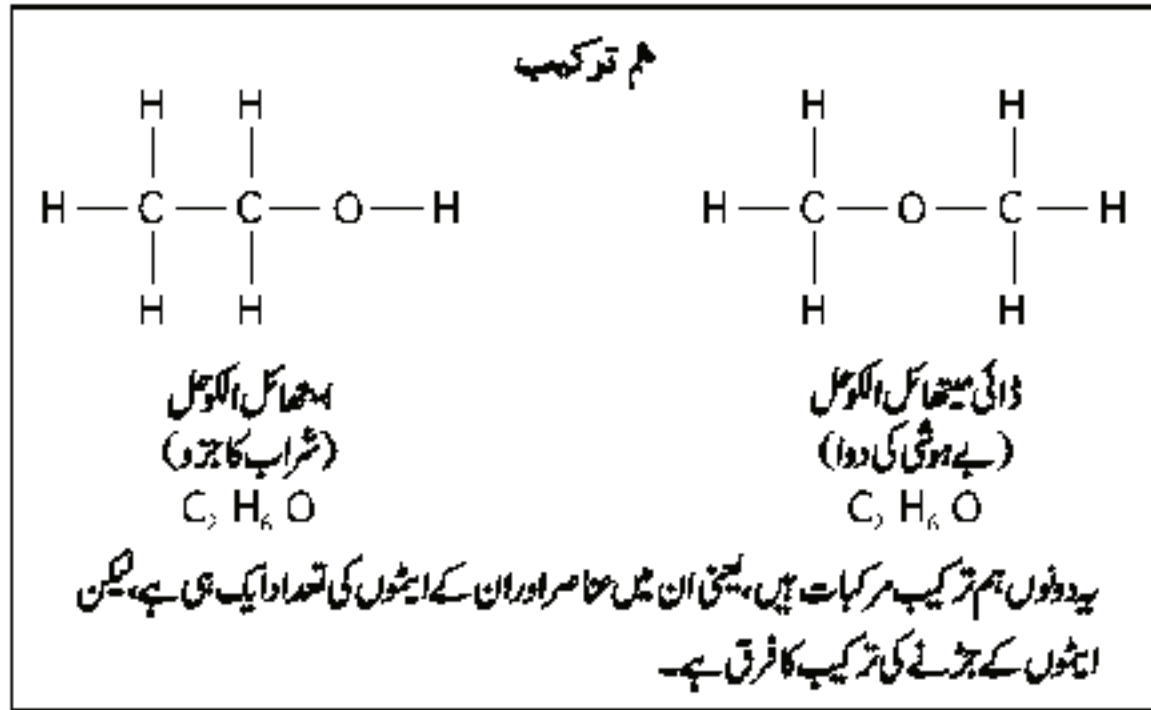 ہم ترکیب
H H H H
H — C — C — O — H H — C — O — C — H
H H H H
ایتھائل الکوحل ڈائی میتھائل الکوحل
(شراب کا جزو) (بے ہوشی کی دوا)
C₂ H₆ O C₂ H₆ O
یہ دونوں ہم ترکیب مرکبات ہیں، یعنی ان میں عناصر اور ان کے ایٹموں کی تعداد ایک ہی ہے، لیکن
ایٹموں کے جڑنے کی ترکیب کا فرق ہے۔